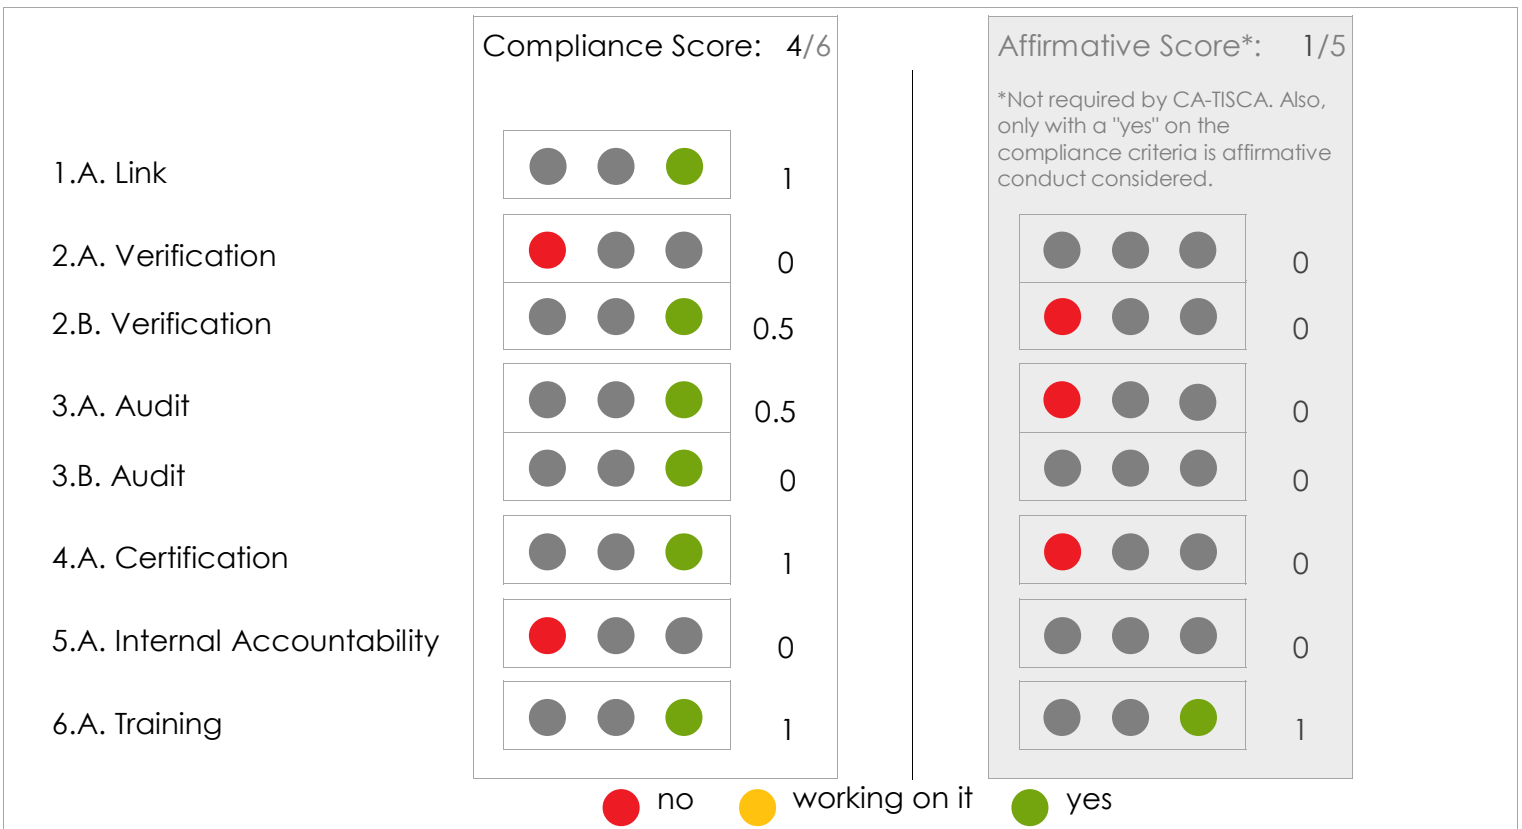 Compliance Score: 4/6
Affirmative Score*: 1/5
*Not required by CA-TISCA. Also,
only with a "yes" on the
compliance criteria is affirmative
conduct considered.
1.A. Link 1
2.A. Verification 0 0
2.B. Verification 0.5 0
3.A. Audit 0.5 0
3.B. Audit 0 0
4.A. Certification 1 0
5.A. Internal Accountability 0 0
6.A. Training 1 1
no working on it yes